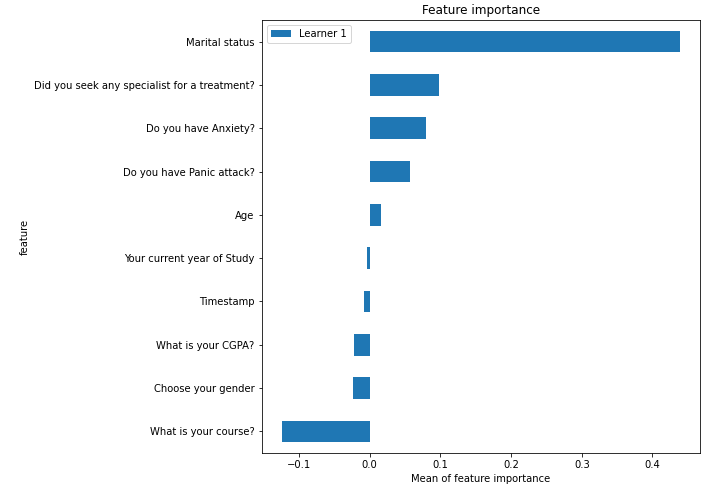 Feature importance
Learner 1
Marital status
Did you seek any specialist for a treatment?
Do you have Anxiety?
Do you have Panic attack?
Age
Your current year of Study
Timestamp
What is your CGPA?
Choose your gender
What is your course?
feature
−0.1 0.0 0.1 0.2 0.3 0.4
Mean of feature importance